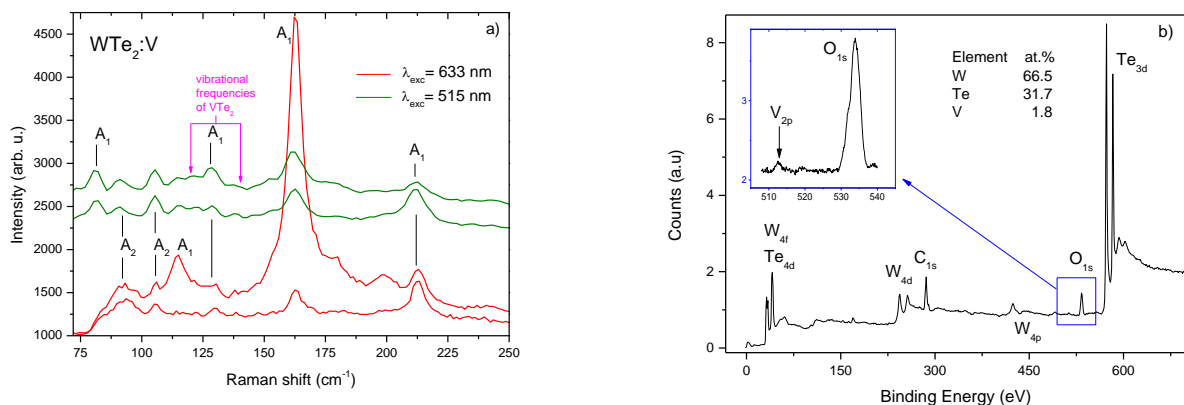 a)
WTe₂:V
4500
4000
3500
3000
2500
2000
1500
1000
Intensity (arb. u.)
A₁
λexc= 633 nm
λexc= 515 nm
vibrational
frequencies
of VTe₂
A₁
A₁
A₁
A₂
A₂
A₁
75 100 125 150 175 200 225 250
Raman shift (cm⁻¹)
b)
8
6
4
2
0
Counts (a.u)
O₁ₛ
V₂ₚ
3
2
510 520 530 540
Element at.%
W 66.5
Te 31.7
V 1.8
Te₃d
W₄f
Te₄d
W₄d
C₁ₛ
O₁ₛ
W₄ₚ
0 150 300 450 600
Binding Energy (eV)